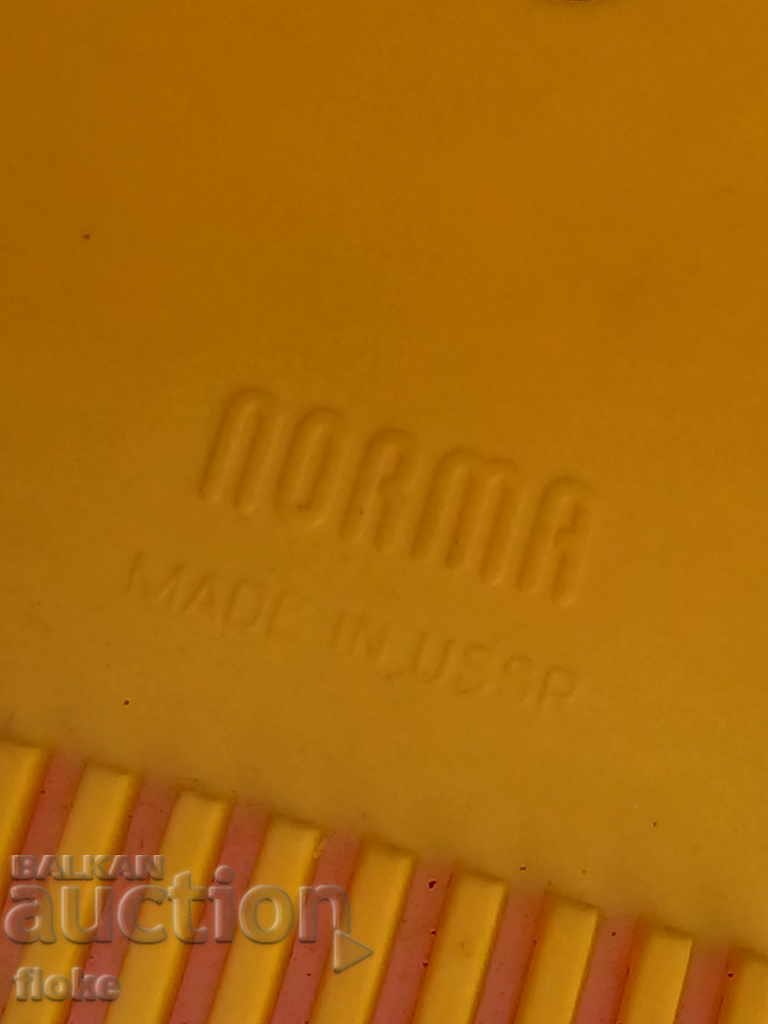 NORMA
MADE IN USSR
BALKAN
auction
floke